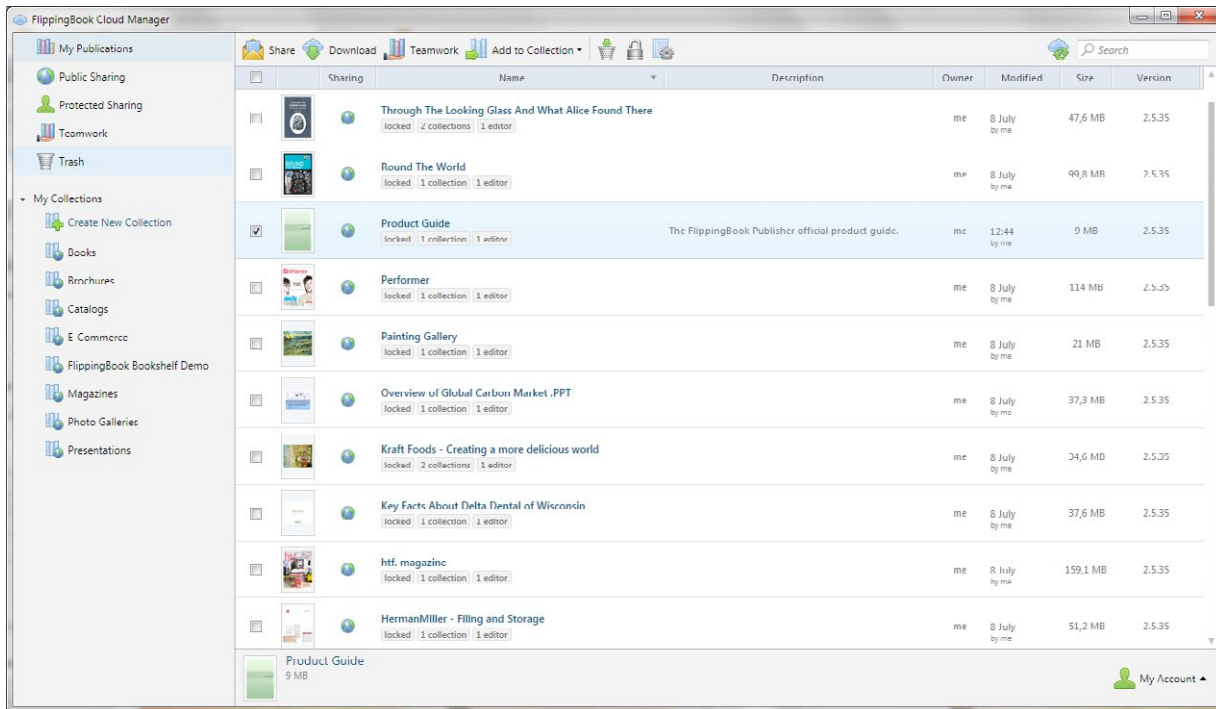 FlippingBook Cloud Manager
My Publications
Public Sharing
Protected Sharing
Teamwork
Trash
My Collections
Create New Collection
Books
Brochures
Catalogs
E Commerce
FlippingBook Bookshelf Demo
Magazines
Photo Galleries
Presentations
Share Download Teamwork Add to Collection Search
Sharing Name Description Owner Modified Size Version
Through The Looking Glass And What Alice Found There
locked 2 collections 1 editor
me 8 July 47,6 MB 2.5.35
by me
Round The World
locked 1 collection 1 editor
me 8 July 99,8 MB 2.5.35
by me
Product Guide
locked 1 collection 1 editor
The FlippingBook Publisher official product guide. me 12:44 9 MB 2.5.35
by me
Performer
locked 1 collection 1 editor
me 8 July 114 MB 2.5.35
by me
Painting Gallery
locked 1 collection 1 editor
me 8 July 21 MB 2.5.35
by me
Overview of Global Carbon Market .PPT
locked 1 collection 1 editor
me 8 July 37,3 MB 2.5.35
by me
Kraft Foods - Creating a more delicious world
locked 2 collections 1 editor
me 8 July 34,6 MB 2.5.35
by me
Key Facts About Delta Dental of Wisconsin
locked 1 collection 1 editor
me 8 July 37,6 MB 2.5.35
by me
htf. magazine
locked 1 collection 1 editor
me 8 July 159,1 MB 2.5.35
by me
HermanMiller - Filing and Storage
locked 1 collection 1 editor
me 8 July 51,2 MB 2.5.35
by me
Product Guide
9 MB
My Account